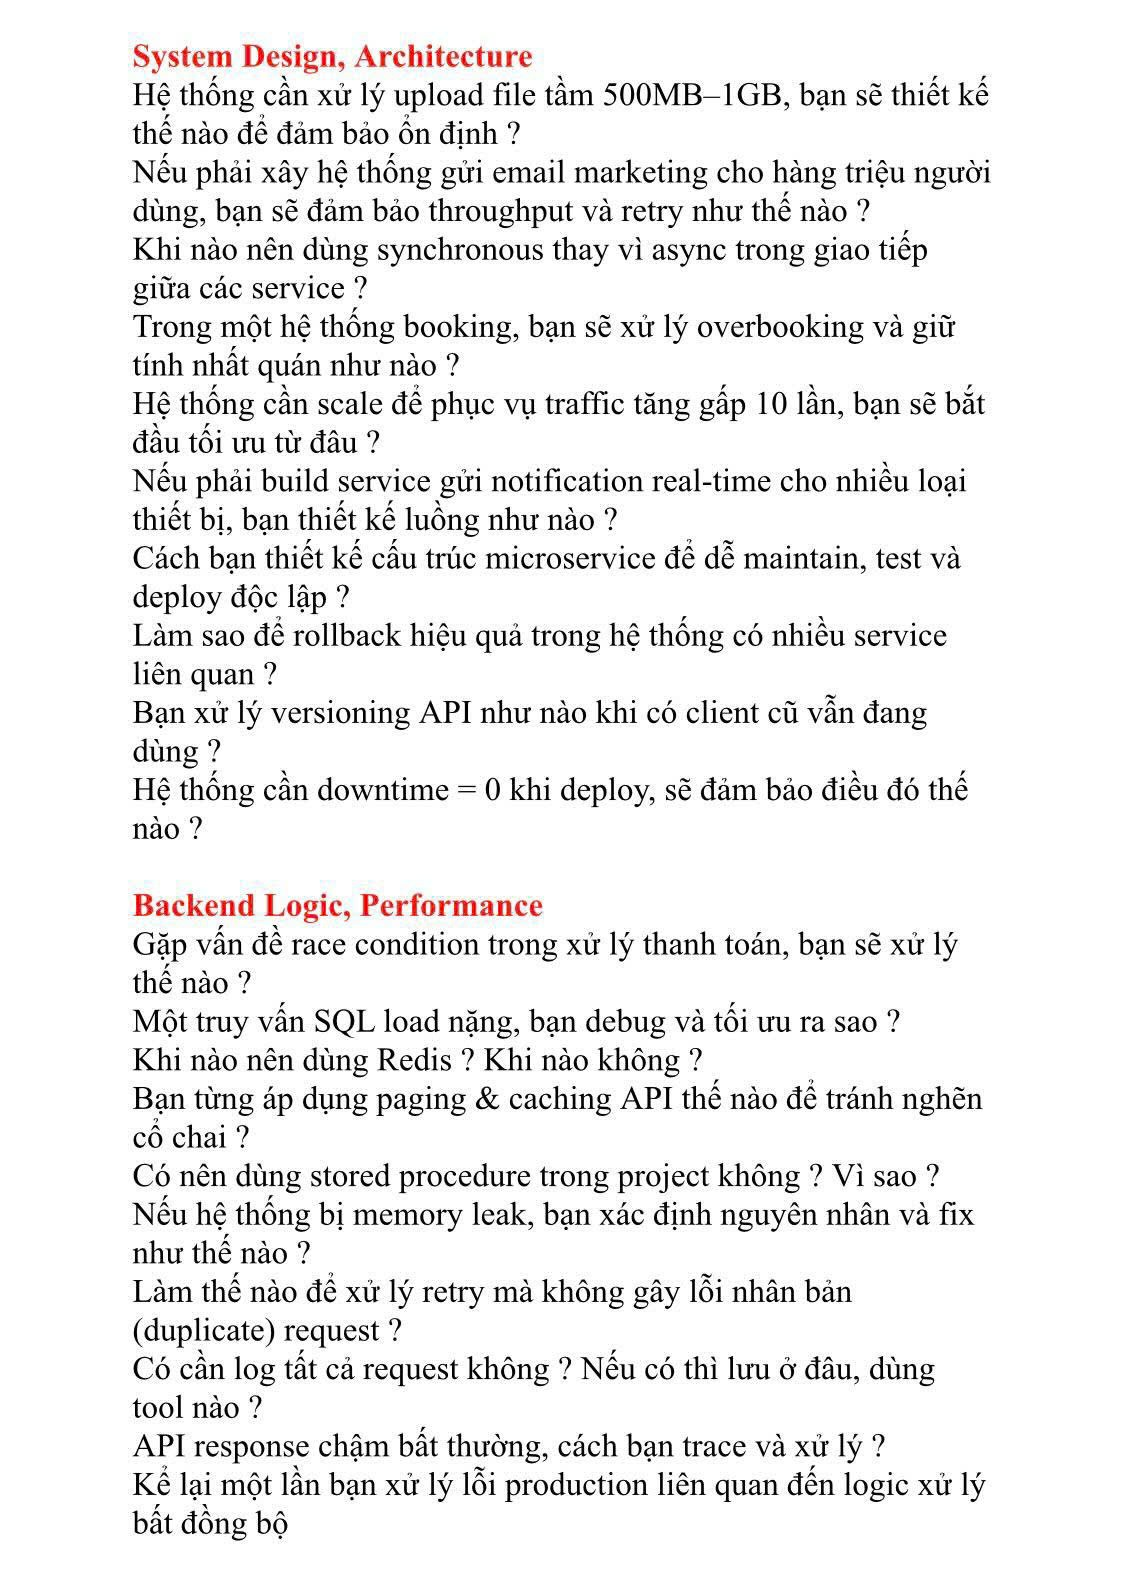 System Design, Architecture
Hệ thống cần xử lý upload file tầm 500MB–1GB, bạn sẽ thiết kế
thế nào để đảm bảo ổn định ?
Nếu phải xây hệ thống gửi email marketing cho hàng triệu người
dùng, bạn sẽ đảm bảo throughput và retry như thế nào ?
Khi nào nên dùng synchronous thay vì async trong giao tiếp
giữa các service ?
Trong một hệ thống booking, bạn sẽ xử lý overbooking và giữ
tính nhất quán như nào ?
Hệ thống cần scale để phục vụ traffic tăng gấp 10 lần, bạn sẽ bắt
đầu tối ưu từ đâu ?
Nếu phải build service gửi notification real-time cho nhiều loại
thiết bị, bạn thiết kế luồng như nào ?
Cách bạn thiết kế cấu trúc microservice để dễ maintain, test và
deploy độc lập ?
Làm sao để rollback hiệu quả trong hệ thống có nhiều service
liên quan ?
Bạn xử lý versioning API như nào khi có client cũ vẫn đang
dùng ?
Hệ thống cần downtime = 0 khi deploy, sẽ đảm bảo điều đó thế
nào ?
Backend Logic, Performance
Gặp vấn đề race condition trong xử lý thanh toán, bạn sẽ xử lý
thế nào ?
Một truy vấn SQL load nặng, bạn debug và tối ưu ra sao ?
Khi nào nên dùng Redis ? Khi nào không ?
Bạn từng áp dụng paging & caching API thế nào để tránh nghẽn
cổ chai ?
Có nên dùng stored procedure trong project không ? Vì sao ?
Nếu hệ thống bị memory leak, bạn xác định nguyên nhân và fix
như thế nào ?
Làm thế nào để xử lý retry mà không gây lỗi nhân bản
(duplicate) request ?
Có cần log tất cả request không ? Nếu có thì lưu ở đâu, dùng
tool nào ?
API response chậm bất thường, cách bạn trace và xử lý ?
Kể lại một lần bạn xử lý lỗi production liên quan đến logic xử lý
bất đồng bộ